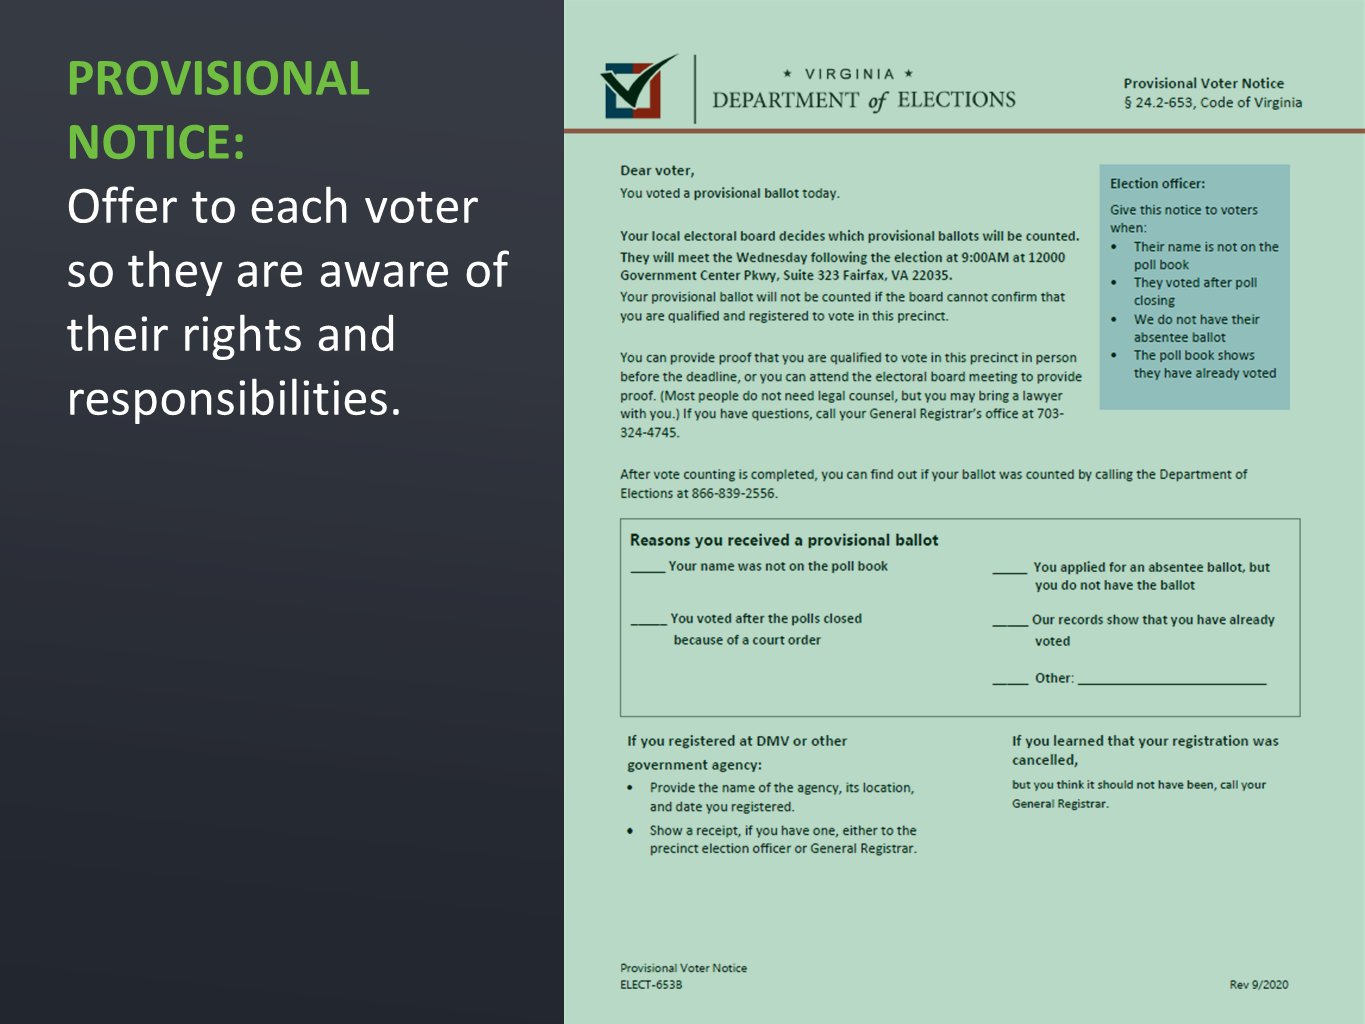 PROVISIONAL
NOTICE:
Offer to each voter
so they are aware of
their rights and
responsibilities.
★ VIRGINIA ★
DEPARTMENT of ELECTIONS
Provisional Voter Notice
§ 24.2-653, Code of Virginia
Dear voter,
You voted a provisional ballot today.
Your local electoral board decides which provisional ballots will be counted.
They will meet the Wednesday following the election at 9:00AM at 12000
Government Center Pkwy, Suite 323 Fairfax, VA 22035.
Your provisional ballot will not be counted if the board cannot confirm that
you are qualified and registered to vote in this precinct.
You can provide proof that you are qualified to vote in this precinct in person
before the deadline, or you can attend the electoral board meeting to provide
proof. (Most people do not need legal counsel, but you may bring a lawyer
with you.) If you have questions, call your General Registrar's office at 703-
324-4745.
Election officer:
Give this notice to voters
when:
• Their name is not on the
poll book
• They voted after poll
closing
• We do not have their
absentee ballot
• The poll book shows
they have already voted
After vote counting is completed, you can find out if your ballot was counted by calling the Department of
Elections at 866-839-2556.
Reasons you received a provisional ballot
_____ Your name was not on the poll book
_____ You voted after the polls closed
because of a court order
_____ You applied for an absentee ballot, but
you do not have the ballot
_____ Our records show that you have already
voted
_____ Other: ___________________________
If you registered at DMV or other
government agency:
• Provide the name of the agency, its location,
and date you registered.
• Show a receipt, if you have one, either to the
precinct election officer or General Registrar.
If you learned that your registration was
cancelled,
but you think it should not have been, call your
General Registrar.
Provisional Voter Notice
ELECT-653B
Rev 9/2020